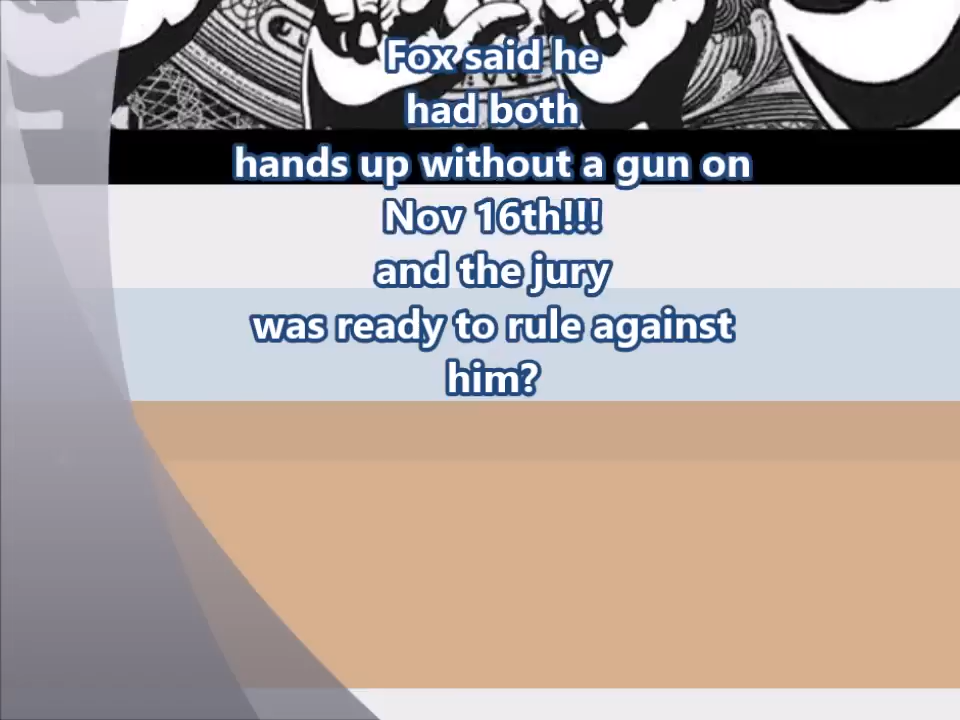 Fox said he
had both
hands up without a gun on
Nov 16th!!!
and the jury
was ready to rule against
him?